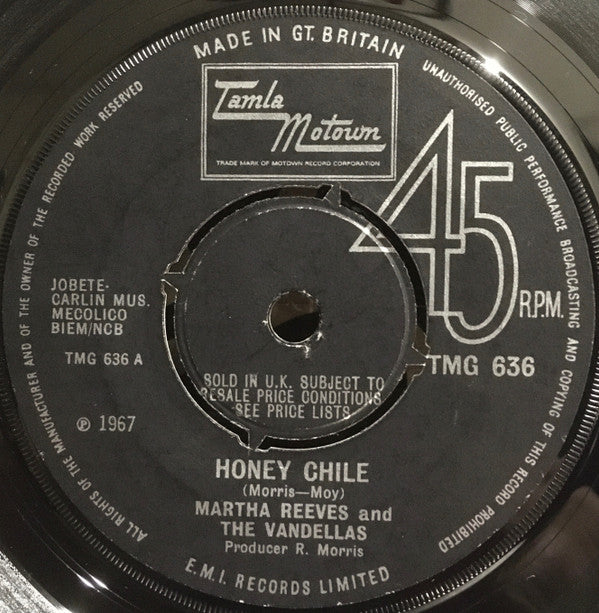 MADE IN GT. BRITAIN
UNAUTHORISED PUBLIC PERFORMANCE BROADCASTING AND COPYING OF THIS RECORD PROHIBITED
ALL RIGHTS OF THE MANUFACTURER AND OF THE OWNER OF THE RECORDED WORK RESERVED
Tamla
Motown
TRADE MARK OF MOTOWN RECORD CORPORATION
45
R.P.M.
JOBETE-
CARLIN MUS.
MECOLICO
BIEM/NCB
TMG 636 A
TMG 636
SOLD IN U.K. SUBJECT TO
RESALE PRICE CONDITIONS,
SEE PRICE LISTS
℗ 1967
HONEY CHILE
(Morris—Moy)
MARTHA REEVES and
THE VANDELLAS
Producer R. Morris
E.M.I. RECORDS LIMITED